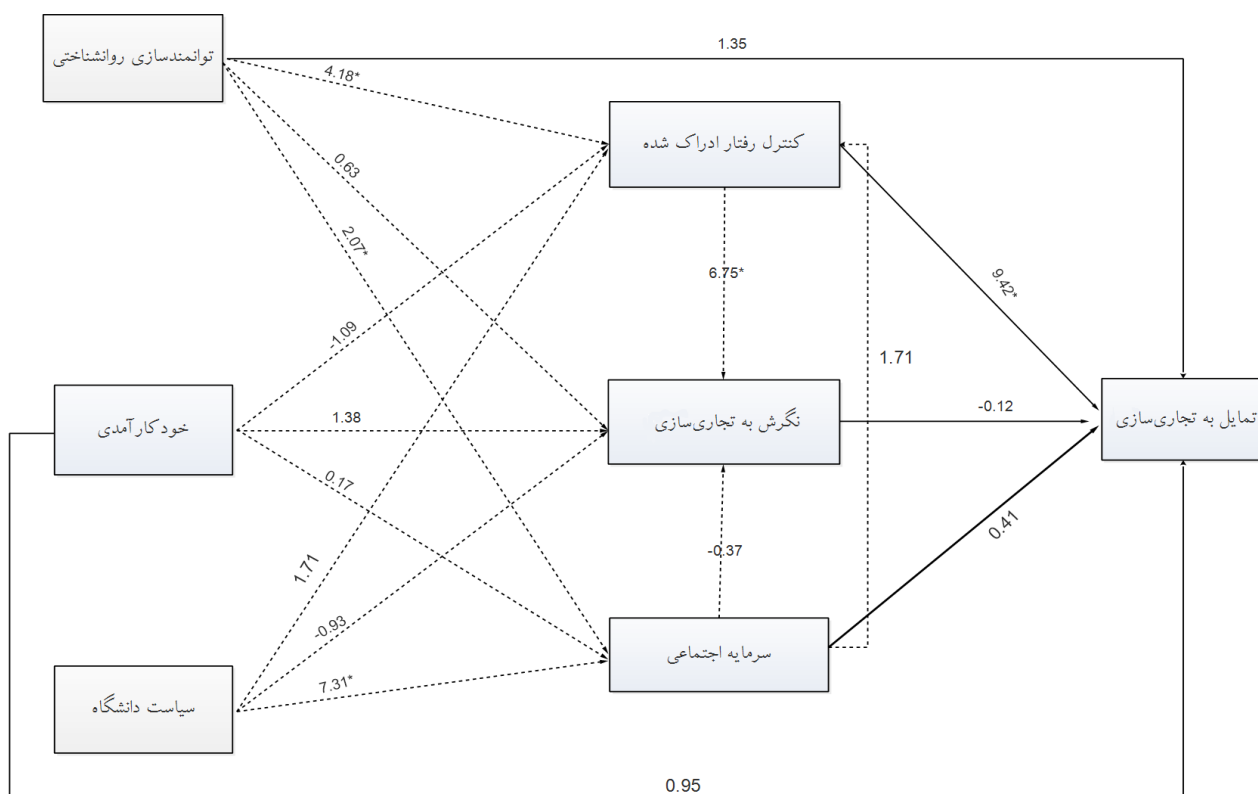 توانمندسازی روانشناختی
1.35
4.18*
کنترل رفتار ادراک شده
0.63
2.07*
6.75*
9.42*
-1.09
1.71
خودکارآمدی
1.38
نگرش به تجاری‌سازی
-0.12
تمایل به تجاری‌سازی
0.17
0.41
-0.37
1.71
-0.93
سرمایه اجتماعی
7.31*
سیاست دانشگاه
0.95